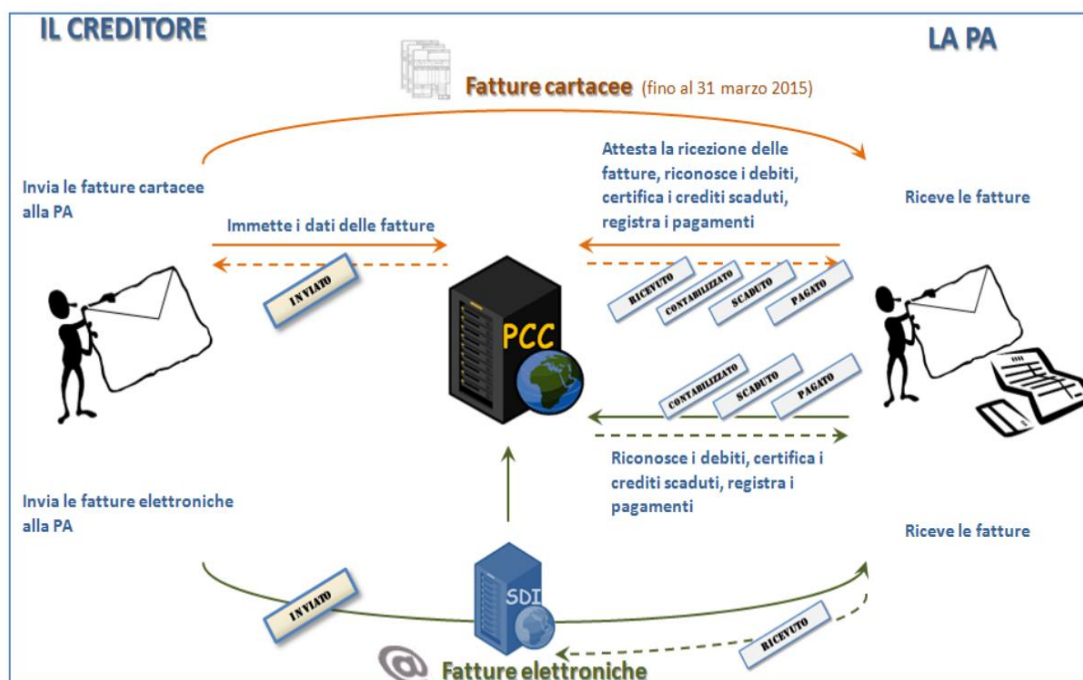 IL CREDITORE
LA PA
Fatture cartacee (fino al 31 marzo 2015)
Invia le fatture cartacee
alla PA
Immette i dati delle fatture
Attesta la ricezione delle
fatture, riconosce i debiti,
certifica i crediti scaduti,
registra i pagamenti
Riceve le fatture
INVIATO
RICEVUTO
CONTABILIZZATO
SCADUTO
PAGATO
PCC
CONTABILIZZATO
SCADUTO
PAGATO
Riconosce i debiti, certifica i
crediti scaduti, registra i
pagamenti
Invia le fatture elettroniche
alla PA
Riceve le fatture
INVIATO
SDI
RICEVUTO
@ Fatture elettroniche